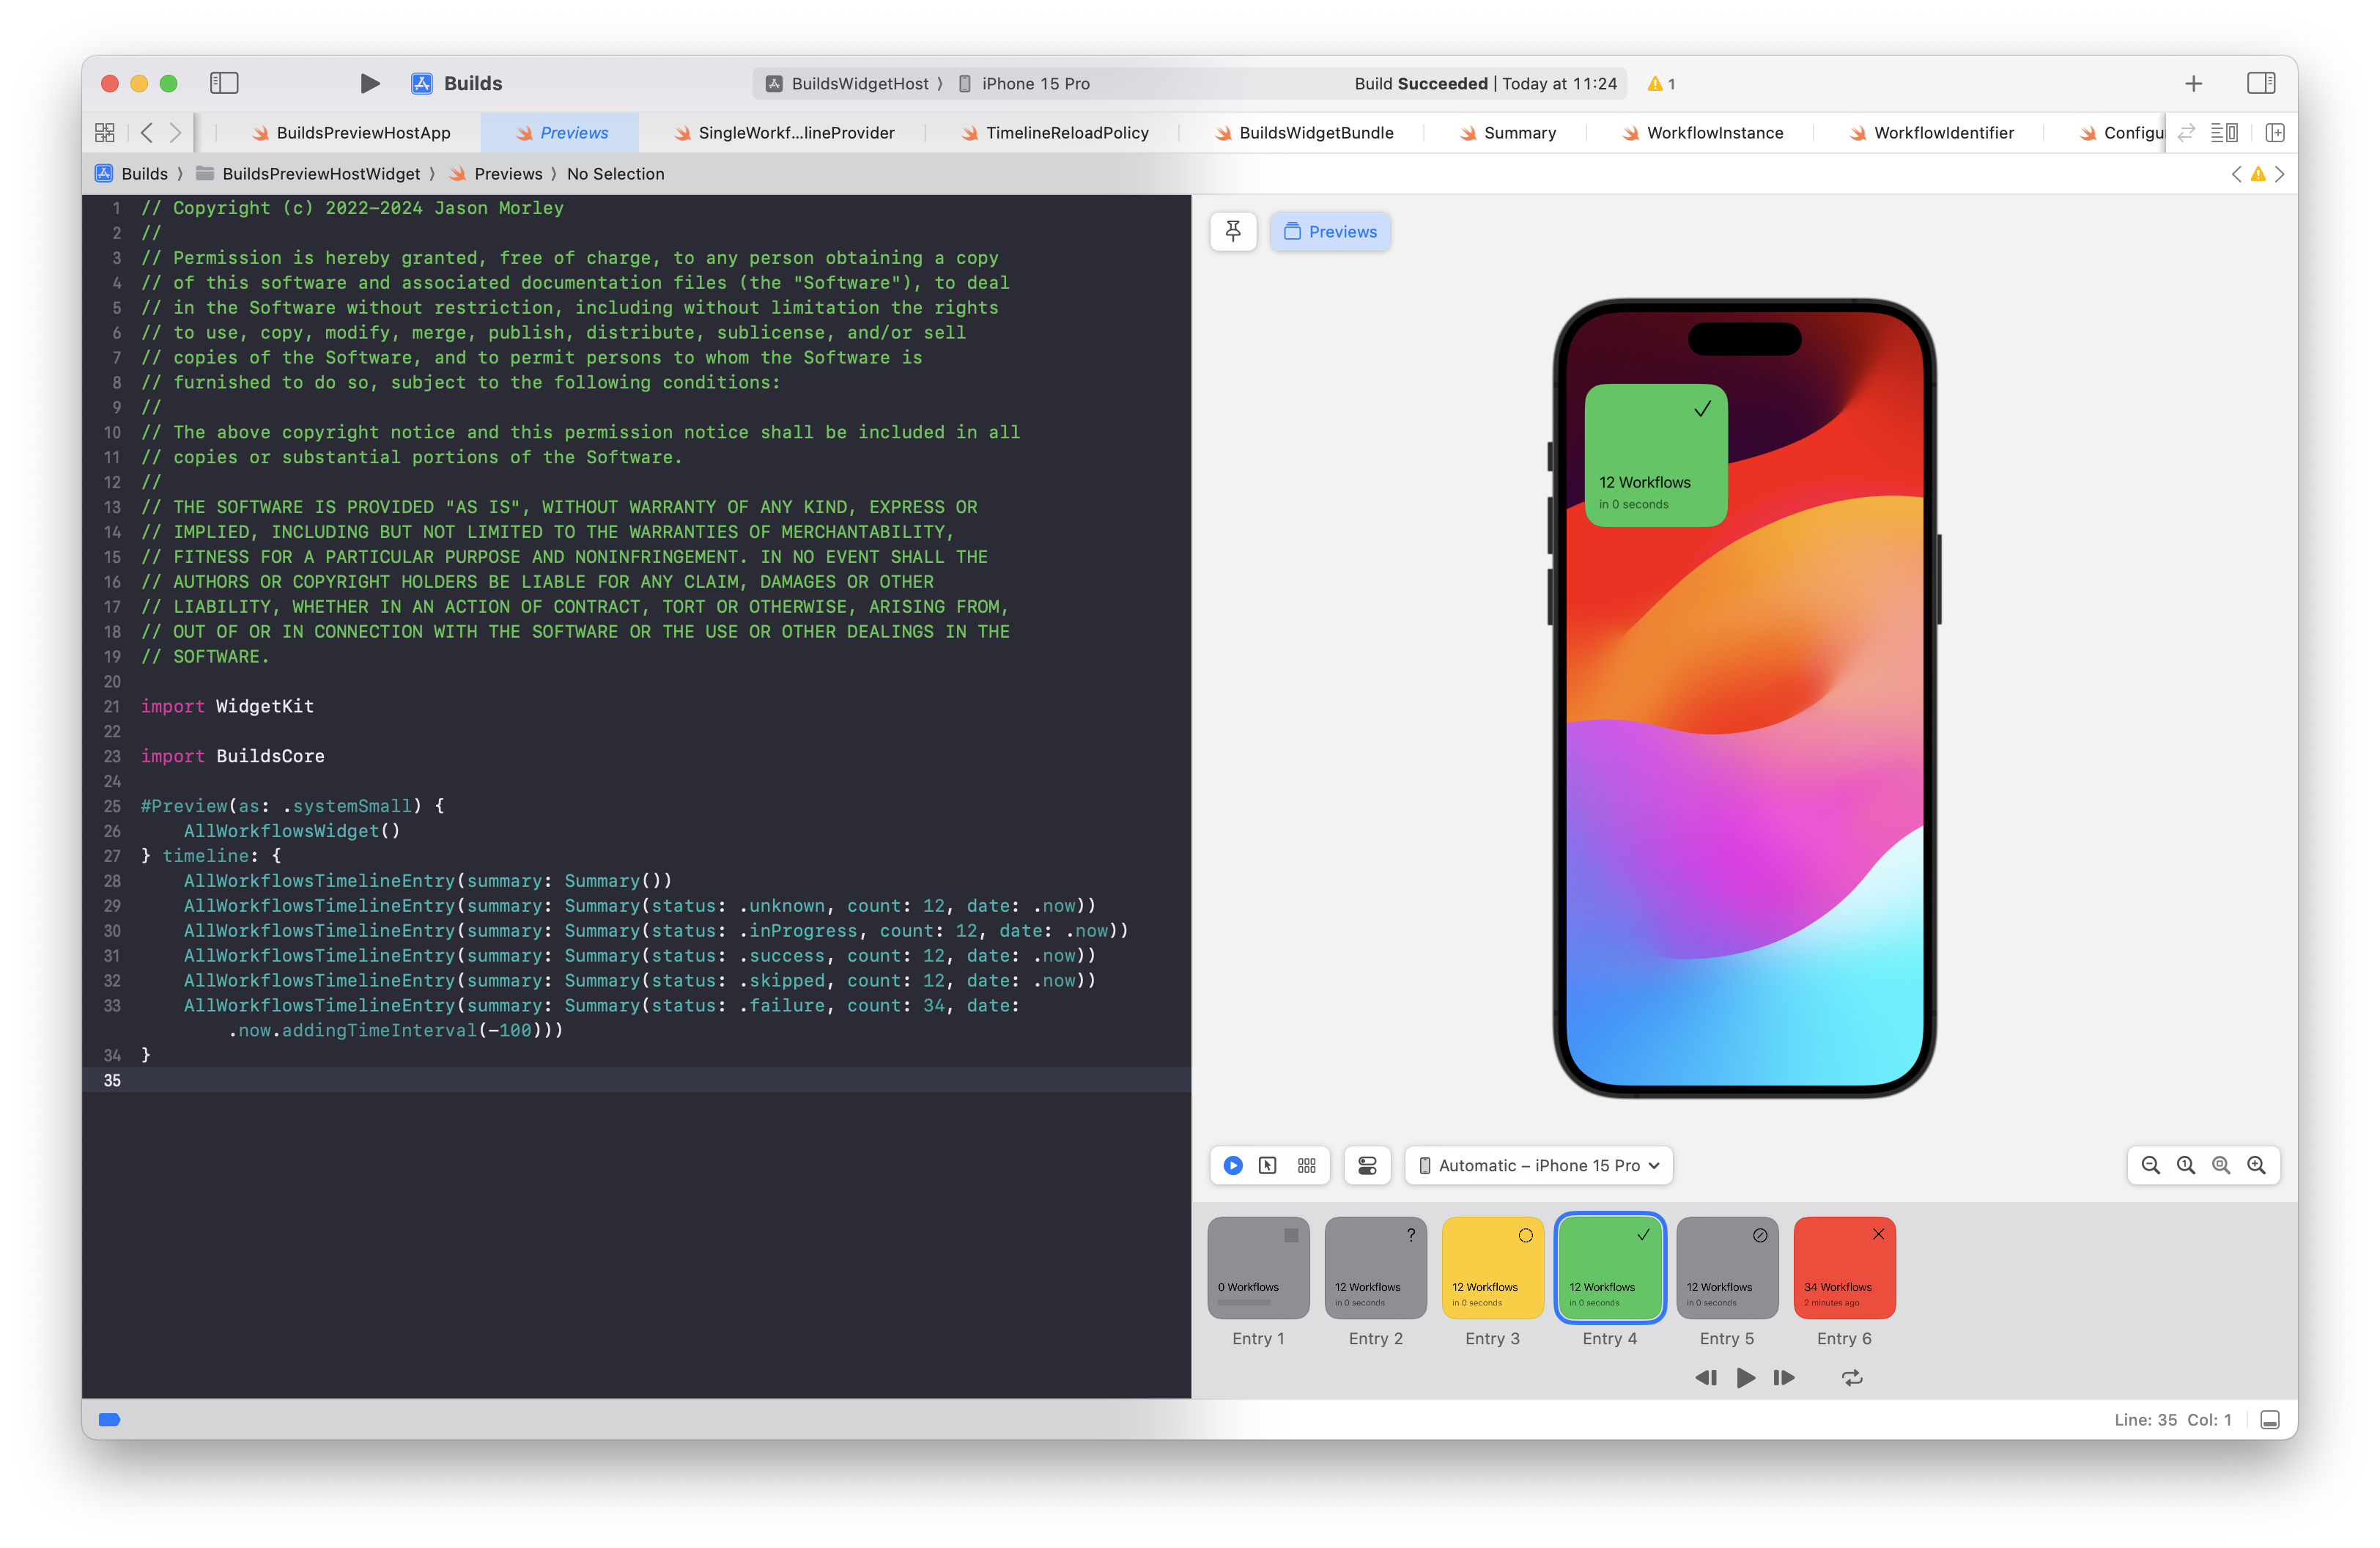 Builds
BuildsWidgetHost ⟩ iPhone 15 Pro
Build Succeeded | Today at 11:24
1
BuildsPreviewHostApp
Previews
SingleWorkf...lineProvider
TimelineReloadPolicy
BuildsWidgetBundle
Summary
WorkflowInstance
WorkflowIdentifier
Configu
Builds ⟩ BuildsPreviewHostWidget ⟩ Previews ⟩ No Selection
1 // Copyright (c) 2022-2024 Jason Morley
2 //
3 // Permission is hereby granted, free of charge, to any person obtaining a copy
4 // of this software and associated documentation files (the "Software"), to deal
5 // in the Software without restriction, including without limitation the rights
6 // to use, copy, modify, merge, publish, distribute, sublicense, and/or sell
7 // copies of the Software, and to permit persons to whom the Software is
8 // furnished to do so, subject to the following conditions:
9 //
10 // The above copyright notice and this permission notice shall be included in all
11 // copies or substantial portions of the Software.
12 //
13 // THE SOFTWARE IS PROVIDED "AS IS", WITHOUT WARRANTY OF ANY KIND, EXPRESS OR
14 // IMPLIED, INCLUDING BUT NOT LIMITED TO THE WARRANTIES OF MERCHANTABILITY,
15 // FITNESS FOR A PARTICULAR PURPOSE AND NONINFRINGEMENT. IN NO EVENT SHALL THE
16 // AUTHORS OR COPYRIGHT HOLDERS BE LIABLE FOR ANY CLAIM, DAMAGES OR OTHER
17 // LIABILITY, WHETHER IN AN ACTION OF CONTRACT, TORT OR OTHERWISE, ARISING FROM,
18 // OUT OF OR IN CONNECTION WITH THE SOFTWARE OR THE USE OR OTHER DEALINGS IN THE
19 // SOFTWARE.
20
21 import WidgetKit
22
23 import BuildsCore
24
25 #Preview(as: .systemSmall) {
26     AllWorkflowsWidget()
27 } timeline: {
28     AllWorkflowsTimelineEntry(summary: Summary())
29     AllWorkflowsTimelineEntry(summary: Summary(status: .unknown, count: 12, date: .now))
30     AllWorkflowsTimelineEntry(summary: Summary(status: .inProgress, count: 12, date: .now))
31     AllWorkflowsTimelineEntry(summary: Summary(status: .success, count: 12, date: .now))
32     AllWorkflowsTimelineEntry(summary: Summary(status: .skipped, count: 12, date: .now))
33     AllWorkflowsTimelineEntry(summary: Summary(status: .failure, count: 34, date:
        .now.addingTimeInterval(-100)))
34 }
35
Previews
12 Workflows
in 0 seconds
Automatic – iPhone 15 Pro
0 Workflows
Entry 1
?
12 Workflows
in 0 seconds
Entry 2
12 Workflows
in 0 seconds
Entry 3
12 Workflows
in 0 seconds
Entry 4
12 Workflows
in 0 seconds
Entry 5
34 Workflows
2 minutes ago
Entry 6
Line: 35 Col: 1